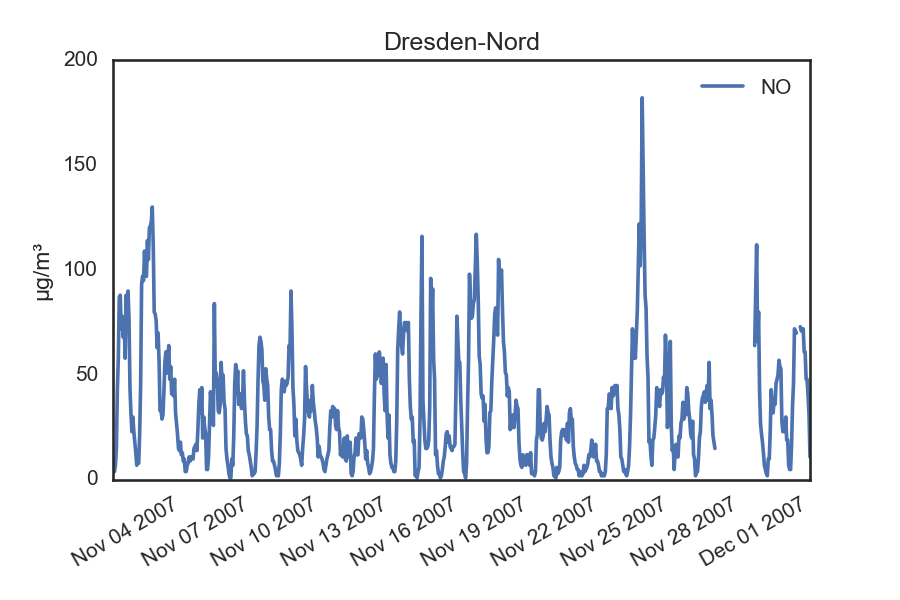 Dresden-Nord
200
150
100
50
0
µg/m³
NO
Nov 04 2007
Nov 07 2007
Nov 10 2007
Nov 13 2007
Nov 16 2007
Nov 19 2007
Nov 22 2007
Nov 25 2007
Nov 28 2007
Dec 01 2007